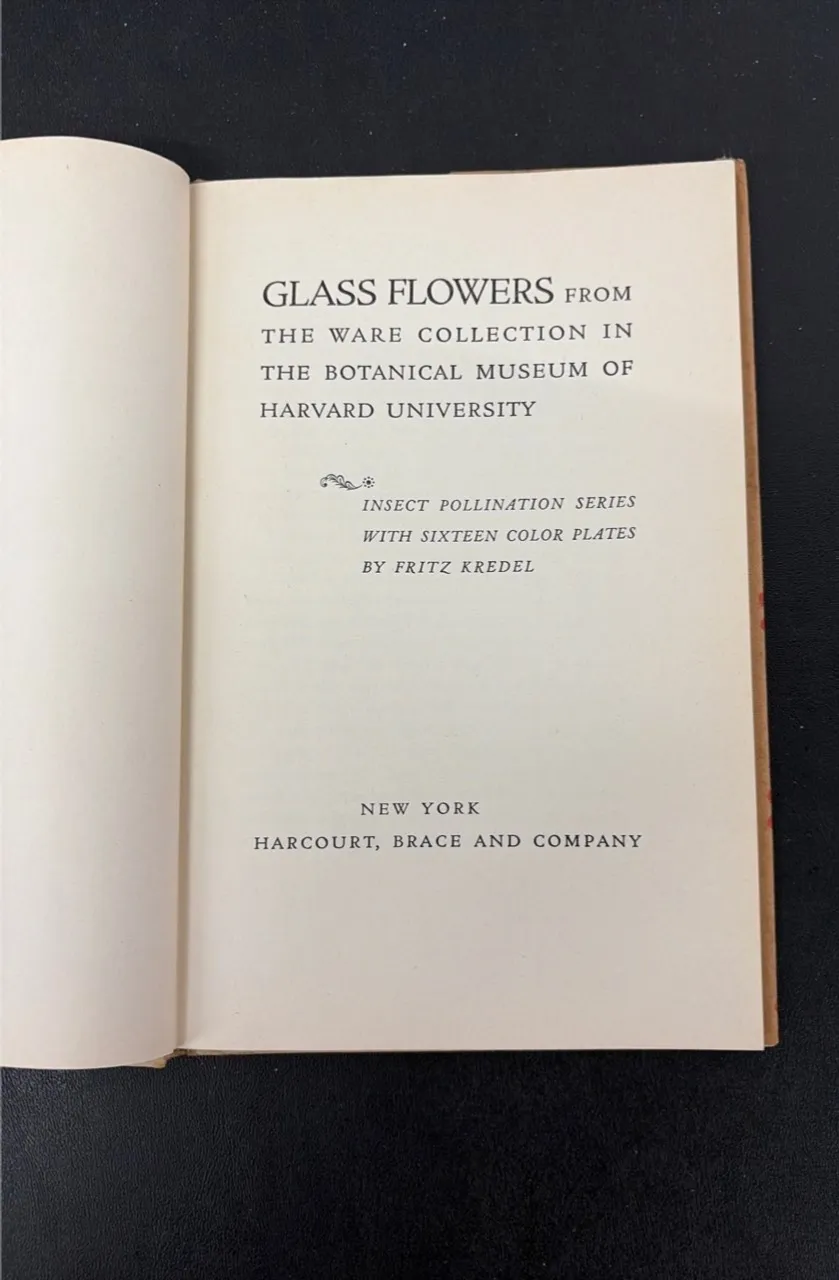 GLASS FLOWERS FROM
THE WARE COLLECTION IN
THE BOTANICAL MUSEUM OF
HARVARD UNIVERSITY
INSECT POLLINATION SERIES
WITH SIXTEEN COLOR PLATES
BY FRITZ KREDEL
NEW YORK
HARCOURT, BRACE AND COMPANY